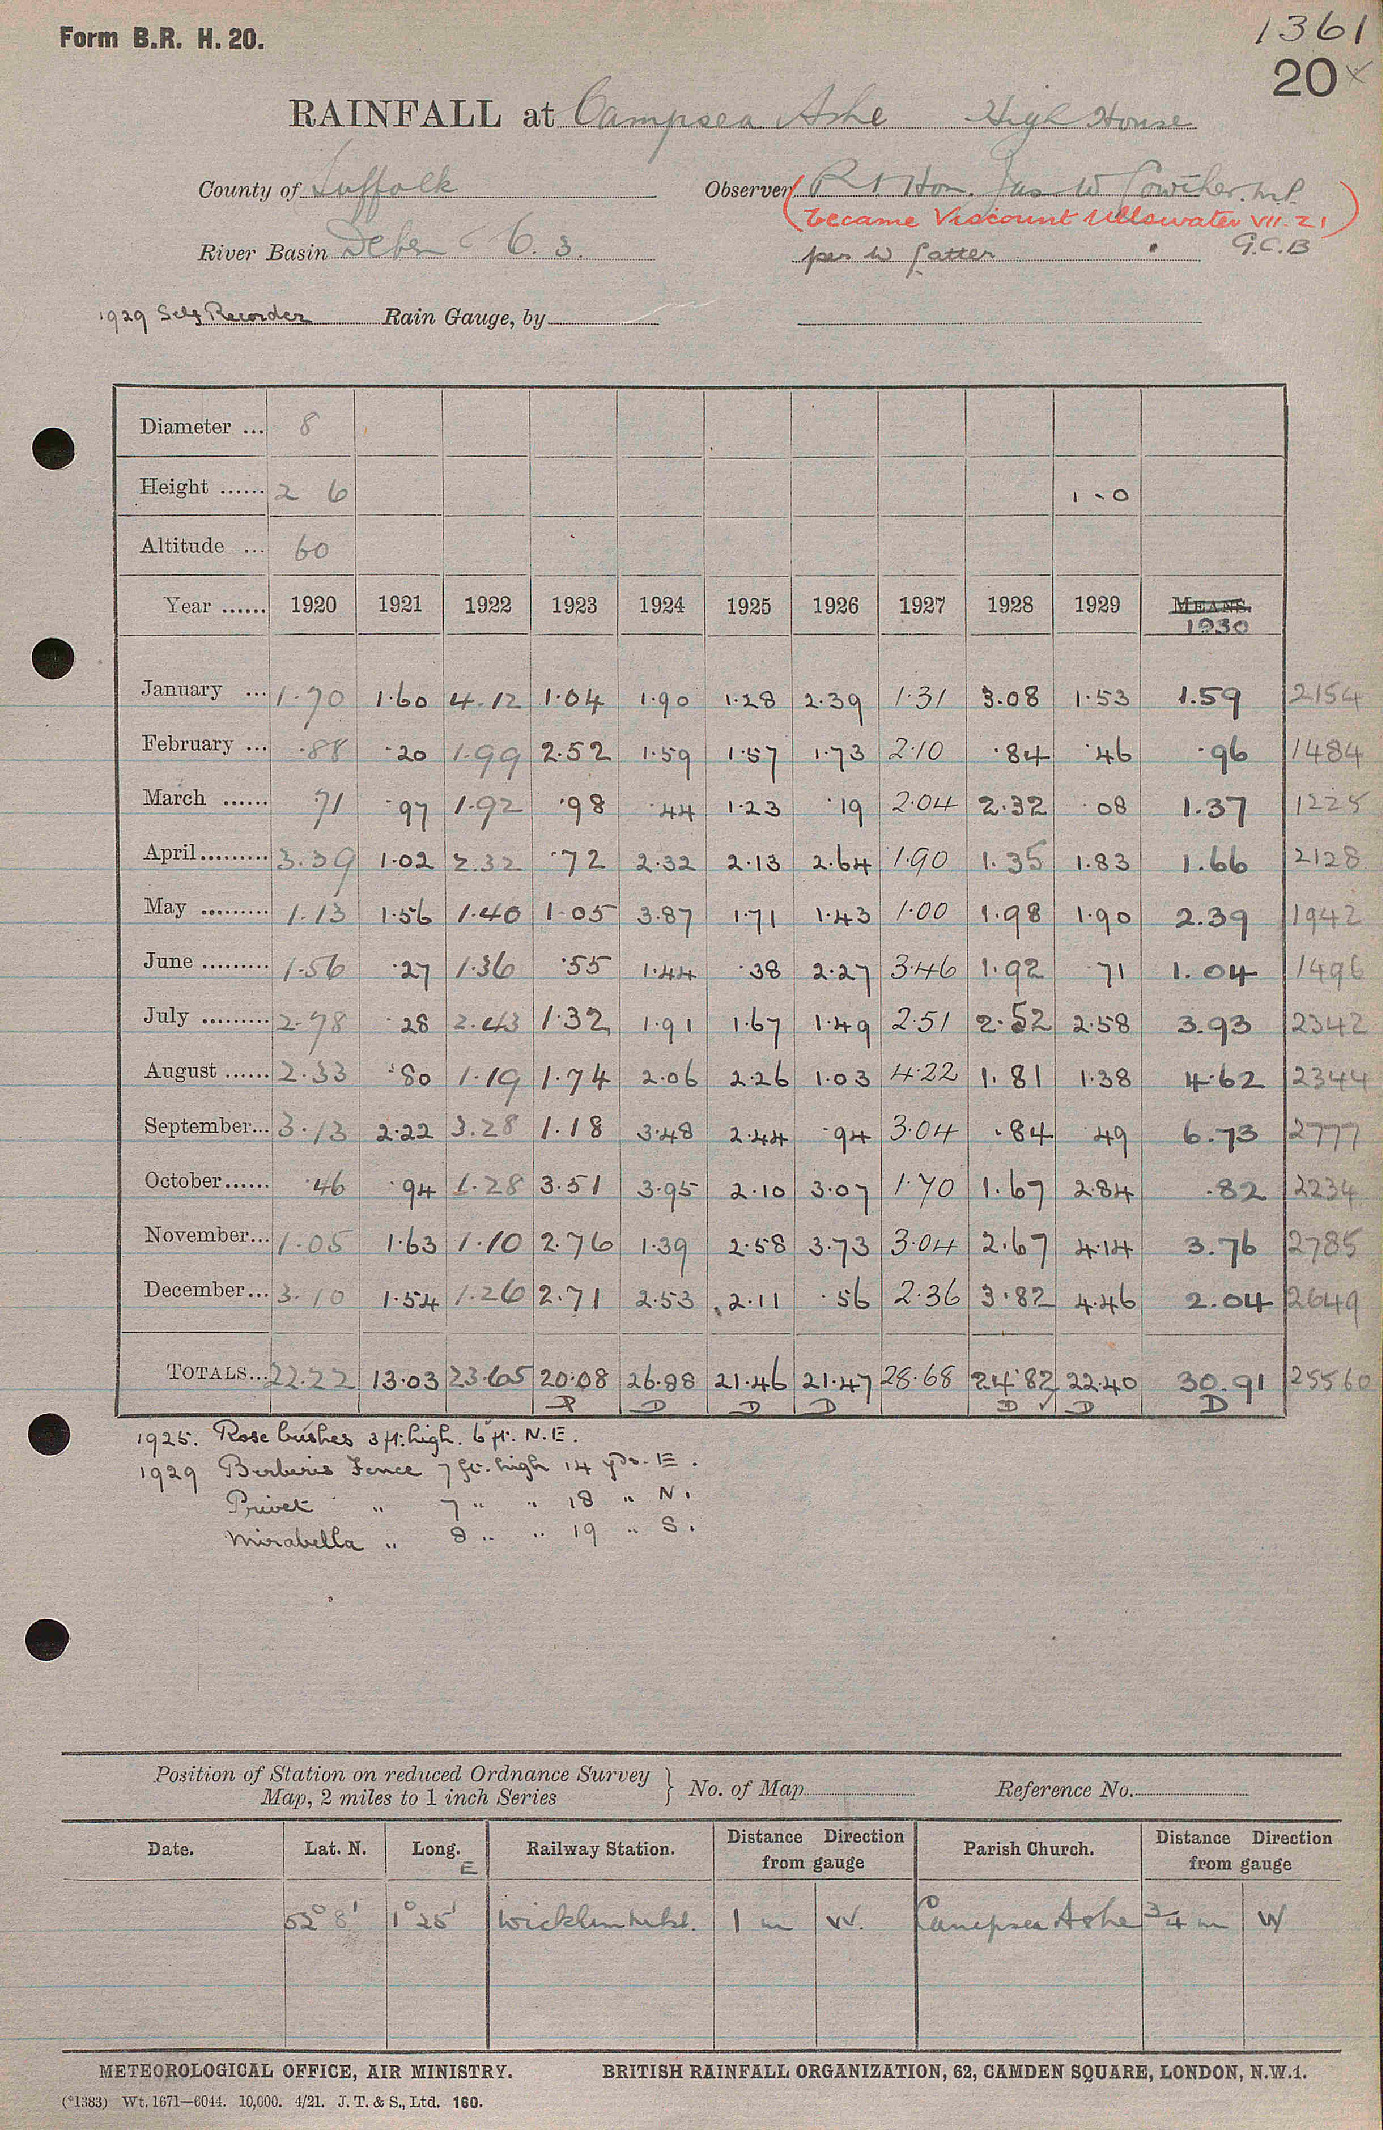 Form B.R. H. 20.
1361
20
RAINFALL at Campsea Ashe High House
County of Suffolk Observer Rt Hon. Jas W Lowther. M.P.
(became Viscount Ullswater VII. 21)
River Basin Deben 6. 3. per W Latter G.C.B
1929 Self Recorder Rain Gauge, by
Diameter ... 8
Height ...... 2 6 1 - 0
Altitude ... 60
Year ...... 1920 1921 1922 1923 1924 1925 1926 1927 1928 1929 MEANS.
1930
January ... 1.70 1.60 4.12 1.04 1.90 1.28 2.39 1.31 3.08 1.53 1.59 2154
February ... .88 .20 1.99 2.52 1.59 1.57 1.73 2.10 .84 .46 .96 1484
March ...... .71 .97 1.92 .98 .44 1.23 .19 2.04 2.32 .08 1.37 1225
April ......... 3.39 1.02 2.32 .72 2.32 2.13 2.64 1.90 1.35 1.83 1.66 2128
May ......... 1.13 1.56 1.40 1.05 3.87 1.71 1.43 1.00 1.98 1.90 2.39 1942
June ......... 1.56 .27 1.36 .55 1.44 .38 2.27 3.46 1.92 .71 1.04 1496
July ......... 2.78 .28 2.43 1.32 1.91 1.67 1.49 2.51 2.52 2.58 3.93 2342
August ...... 2.33 .80 1.19 1.74 2.06 2.26 1.03 4.22 1.81 1.38 4.62 2344
September... 3.13 2.22 3.28 1.18 3.48 2.44 .94 3.04 .84 .49 6.73 2777
October...... .46 .94 1.28 3.51 3.95 2.10 3.07 1.70 1.67 2.84 .82 2234
November... 1.05 1.63 1.10 2.76 1.39 2.58 3.73 3.04 2.67 4.14 3.76 2785
December ... 3.10 1.54 1.26 2.71 2.53 2.11 .56 2.36 3.82 4.46 2.04 2649
TOTALS... 22.22 13.03 23.65 20.08 26.88 21.46 21.47 28.68 24.82 22.40 30.91 25560
D D D D D ✓ D D
1925. Rose bushes 3 ft. high. 6 ft. N.E.
1929 Berberis Fence 7 ft. high 14 yds. E.
Privet " 7 " " 18 " N.
Mirabella " 8 " " 19 " S.
Position of Station on reduced Ordnance Survey
Map, 2 miles to 1 inch Series } No. of Map Reference No.
Date. Lat. N. Long. E Railway Station. Distance Direction from gauge Parish Church. Distance Direction from gauge
52° 8' 1° 25' Wickham Mkt. 1 m W. Campsea Ashe 3/4 m W
METEOROLOGICAL OFFICE, AIR MINISTRY. BRITISH RAINFALL ORGANIZATION, 62, CAMDEN SQUARE, LONDON, N.W.1.
(*1383) Wt. 1671—6044. 10,000. 4/21. J. T. & S., Ltd. 160.